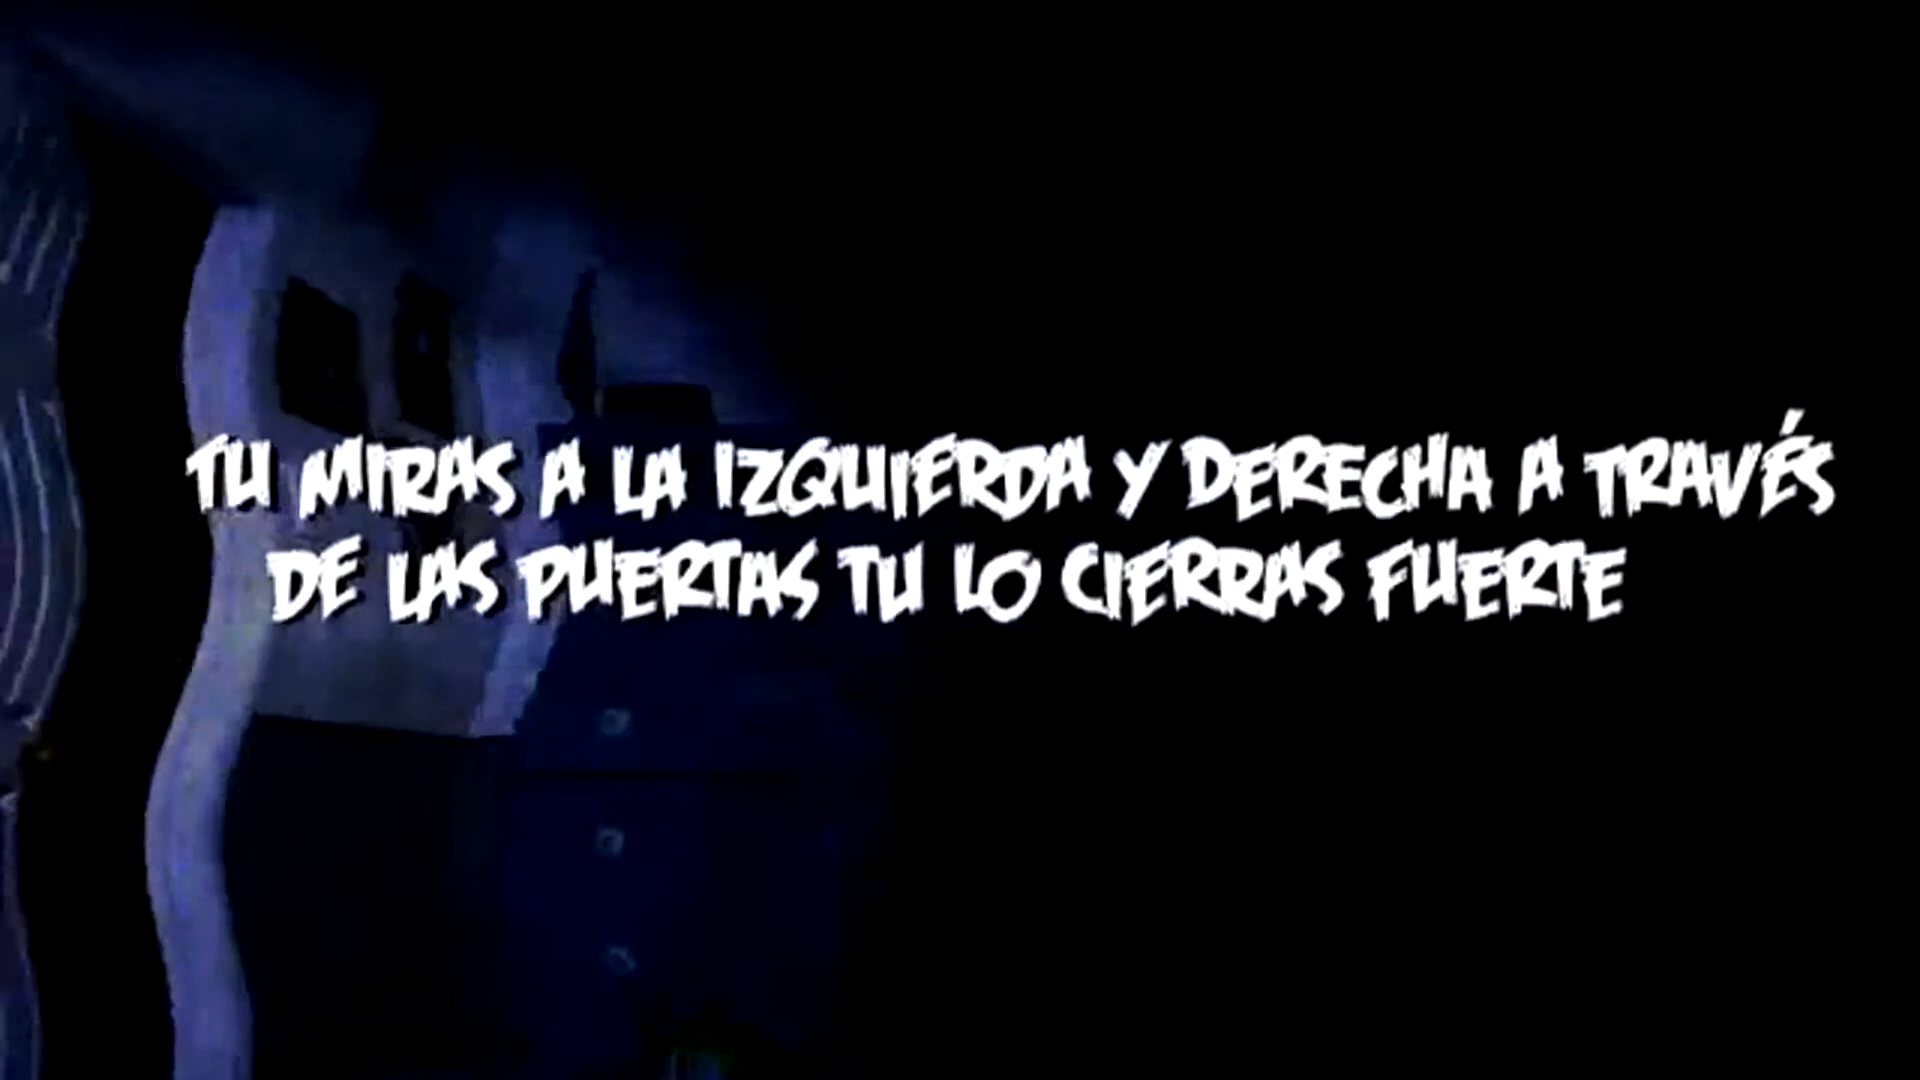 TU MIRAS A LA IZQUIERDA Y DERECHA A TRAVÉS
DE LAS PUERTAS TU LO CIERRAS FUERTE